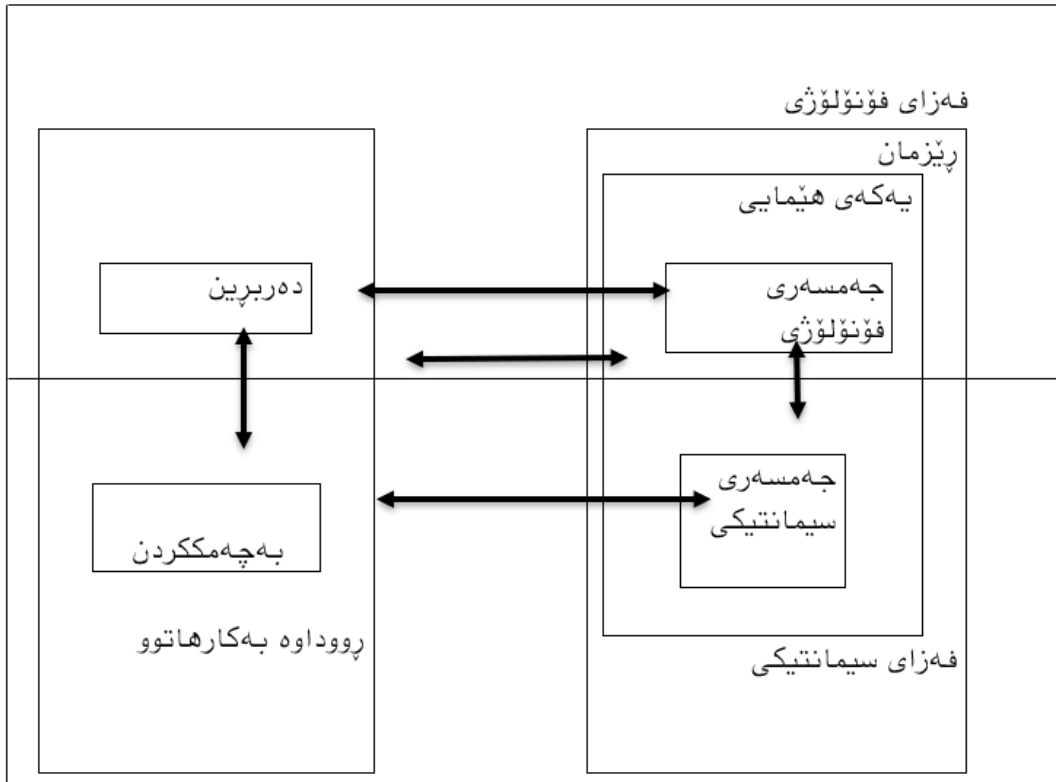 فەزای فۆنۆلۆژی
ڕێزمان
یەکەی هێمایی
جەمسەری
فۆنۆلۆژی
دەربڕین
جەمسەری
سیمانتیکی
بەچەمککردن
ڕووداوە بەکارهاتوو
فەزای سیمانتیکی